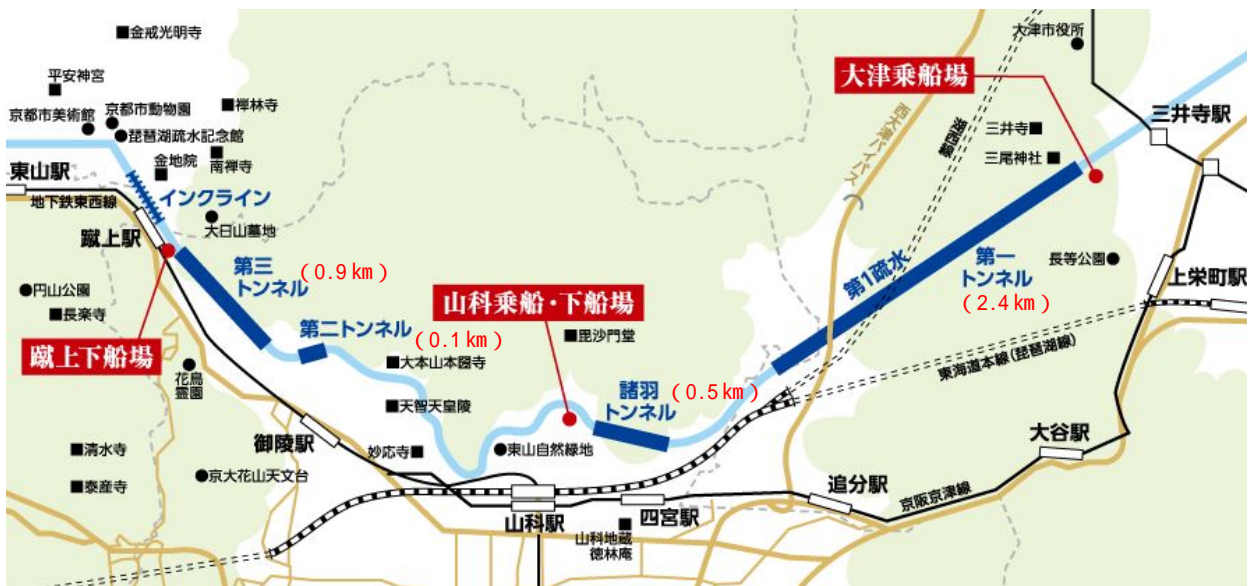 金戒光明寺
大津市役所
大津乗船場
平安神宮
京都市動物園
禅林寺
京都市美術館
琵琶湖疏水記念館
三井寺駅
三井寺
湖西線
西大津バイパス
三尾神社
金地院
南禅寺
東山駅
地下鉄東西線
インクライン
大日山墓地
蹴上駅
第三
トンネル
(0.9km)
第1疏水
第一
トンネル
(2.4km)
長等公園
上栄町駅
円山公園
長楽寺
山科乗船・下船場
第二トンネル
(0.1km)
毘沙門堂
蹴上下船場
大本山本圀寺
東海道本線(琵琶湖線)
花鳥
霊園
天智天皇陵
諸羽
トンネル
(0.5km)
御陵駅
妙応寺
東山自然緑地
大谷駅
清水寺
京大花山天文台
泰産寺
追分駅
京阪京津線
山科駅
四宮駅
山科地蔵
徳林庵